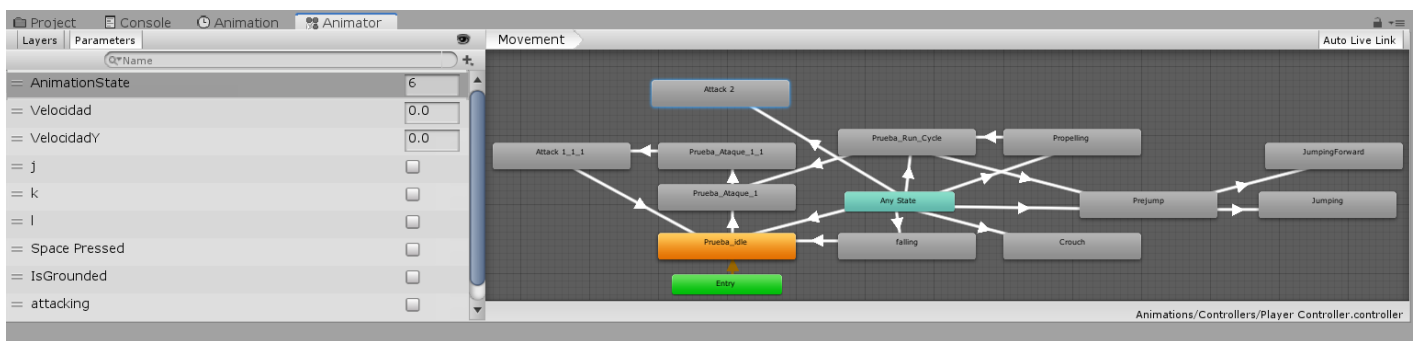 Project Console Animation Animator
Layers Parameters Movement Auto Live Link
Name
AnimationState 6
Velocidad 0.0
VelocidadY 0.0
j
k
l
Space Pressed
IsGrounded
attacking
Attack 2
Prueba_Run_Cycle Propelling
Attack 1_1_1 Prueba_Ataque_1_1 JumpingForward
Prueba_Ataque_1 Any State Prejump Jumping
Prueba_idle falling Crouch
Entry
Animations/Controllers/Player Controller.controller